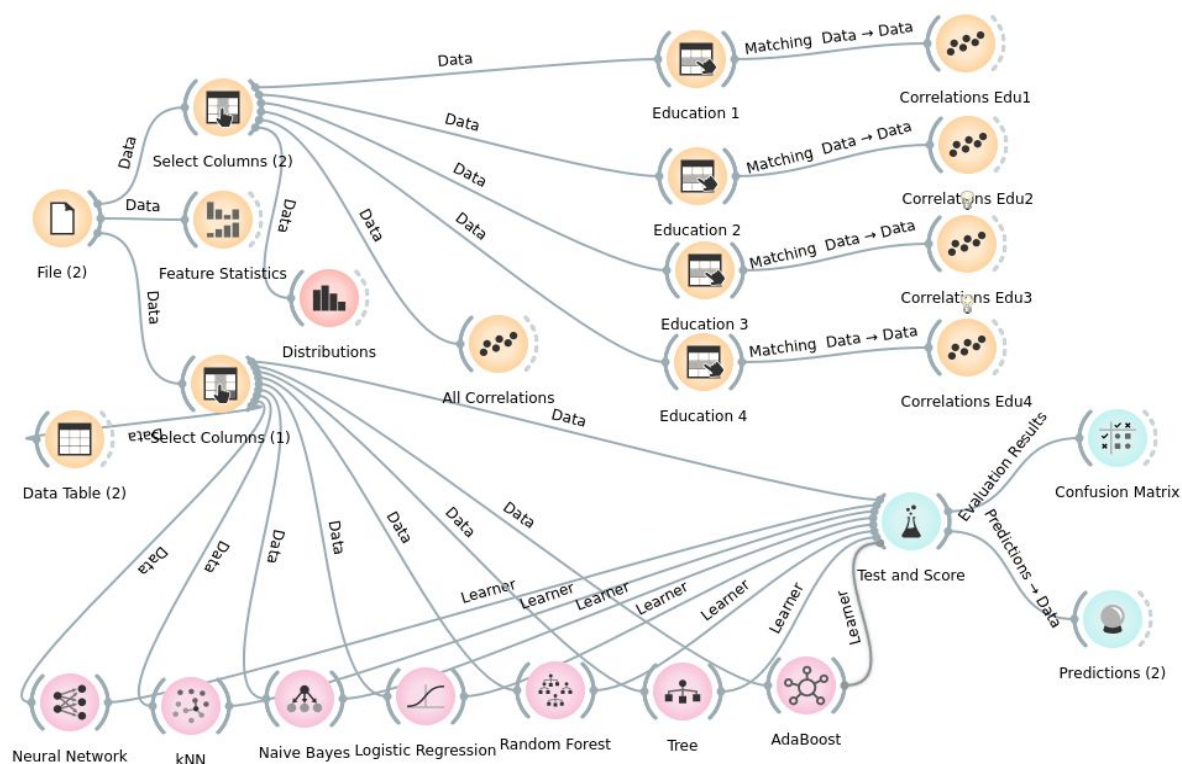 Data
Matching Data → Data
Education 1
Correlations Edu1
Data
Select Columns (2)
Data
Matching Data → Data
Education 2
Correlations Edu2
Data
File (2)
Data
Feature Statistics
Data
Distributions
Data
Data
Matching Data → Data
Education 3
Correlations Edu3
Data
All Correlations
Matching Data → Data
Education 4
Correlations Edu4
Data
Select Columns (1)
Data
Data Table (2)
Data
Evaluation Results
Confusion Matrix
Predictions → Data
Test and Score
Predictions (2)
Data
Data
Data
Data
Data
Data
Data
Learner
Learner
Learner
Learner
Learner
Learner
Learner
Neural Network
kNN
Naive Bayes
Logistic Regression
Random Forest
Tree
AdaBoost